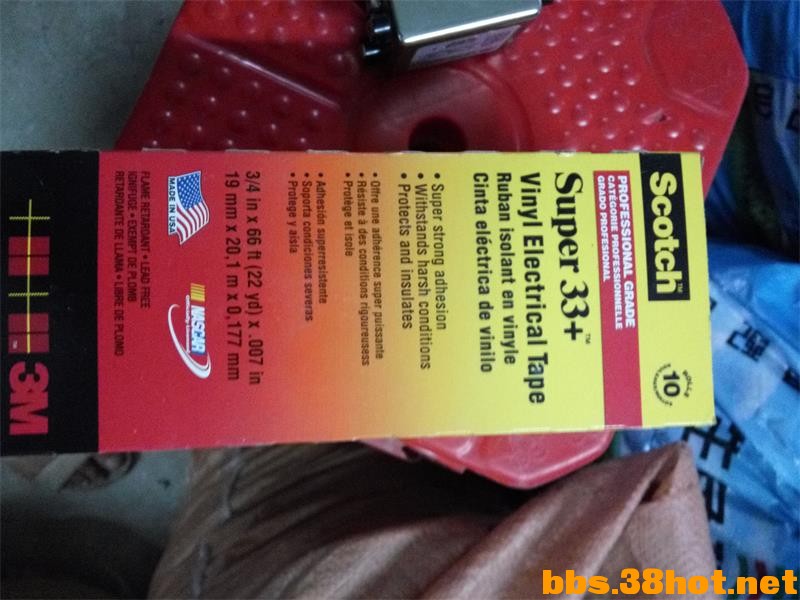 Scotch™
10
PROFESSIONAL GRADE
CATÉGORIE PROFESSIONNELLE
GRADO PROFESIONAL
Super 33+™
Vinyl Electrical Tape
Ruban isolant en vinyle
Cinta eléctrica de vinilo
• Super strong adhesion
• Withstands harsh conditions
• Protects and insulates
• Offre une adhérence super puissante
• Résiste à des conditions rigoureusess
• Protège et isole
• Adhesión superresistente
• Soporta condiciones severas
• Protege y aísla
3/4 in x 66 ft (22 yd) x .007 in
19 mm x 20,1 m x 0,177 mm
MADE IN USA
NASCAR
FLAME RETARDANT • LEAD FREE
IGNIFUGE • EXEMPT DE PLOMB
RETARDANTE DE LLAMA • LIBRE DE PLOMO
3M
bbs.38hot.net